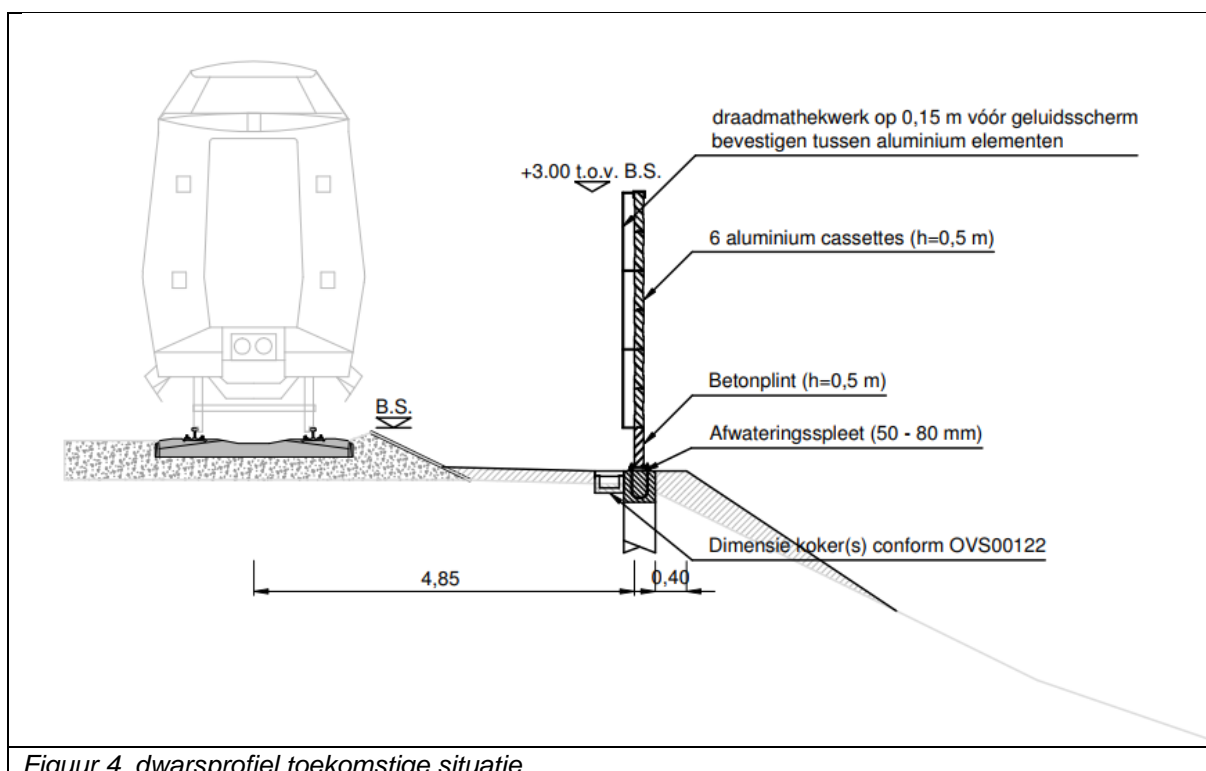 draadmathekwerk op 0,15 m vóór geluidsscherm
bevestigen tussen aluminium elementen
+3.00 t.o.v. B.S.
6 aluminium cassettes (h=0,5 m)
Betonplint (h=0,5 m)
B.S.
Afwateringsspleet (50 - 80 mm)
Dimensie koker(s) conform OVS00122
4,85
0,40
Figuur 4 dwarsprofiel toekomstige situatie